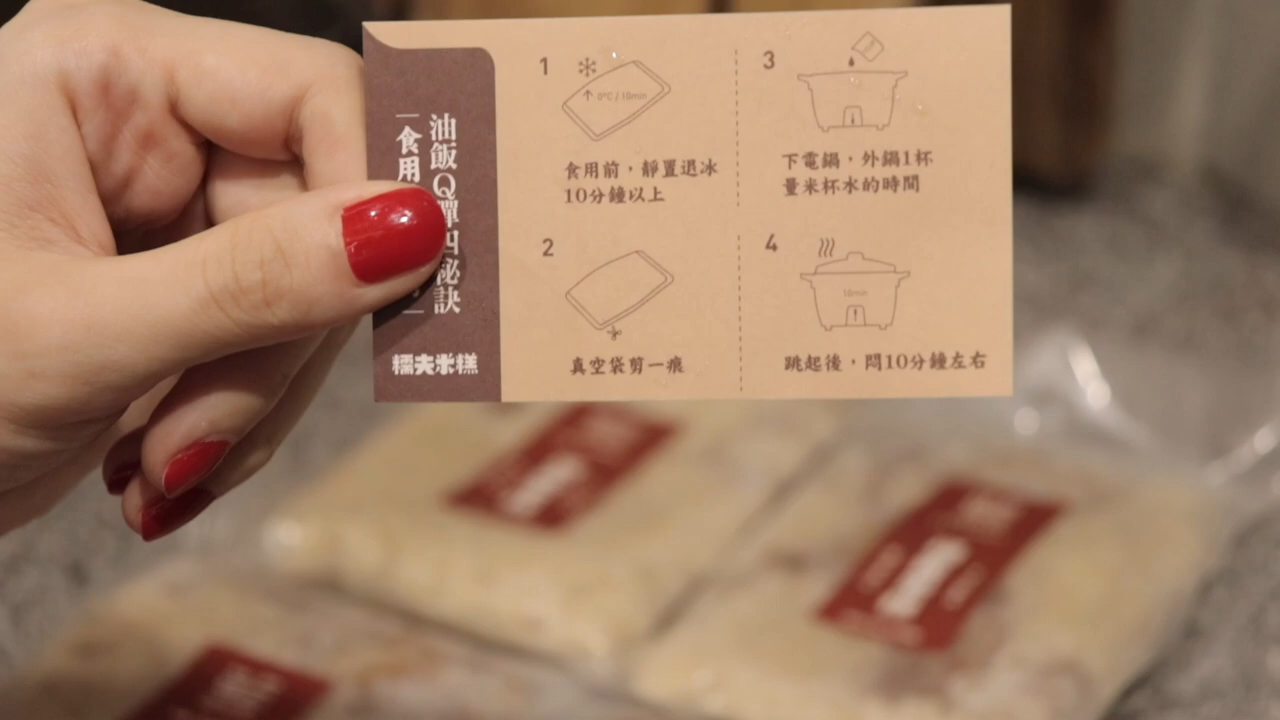 油飯Q彈四秘訣
食用
糯夫米糕
1
0°C / 10min
食用前，靜置退冰
10分鐘以上
2
真空袋剪一痕
3
下電鍋，外鍋1杯
量米杯水的時間
4
10min
跳起後，悶10分鐘左右